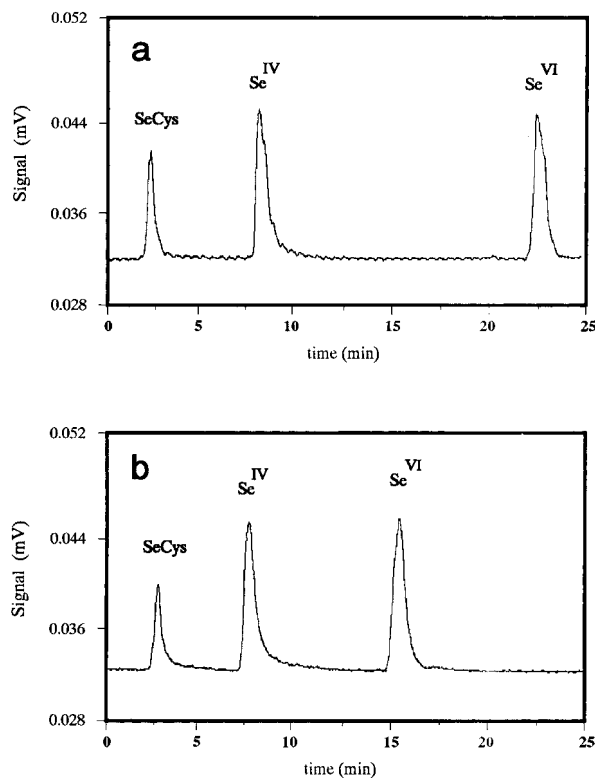 0.052
a
Se IV
Se VI
SeCys
0.044
Signal (mV)
0.036
0.028
0 5 10 15 20 25
time (min)
0.052
b
Se IV
Se VI
SeCys
0.044
Signal (mV)
0.036
0.028
0 5 10 15 20 25
time (min)